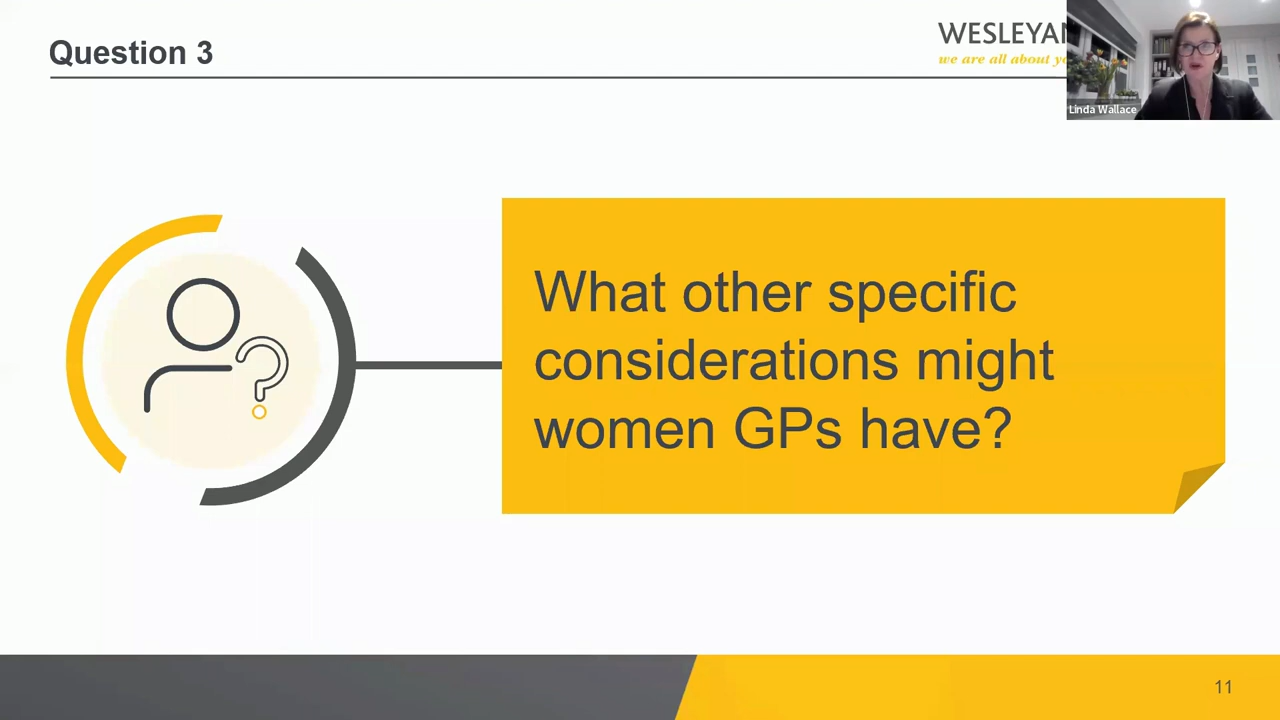 Question 3
WESLEYAN
we are all about
Linda Wallace
What other specific
considerations might
women GPs have?
11